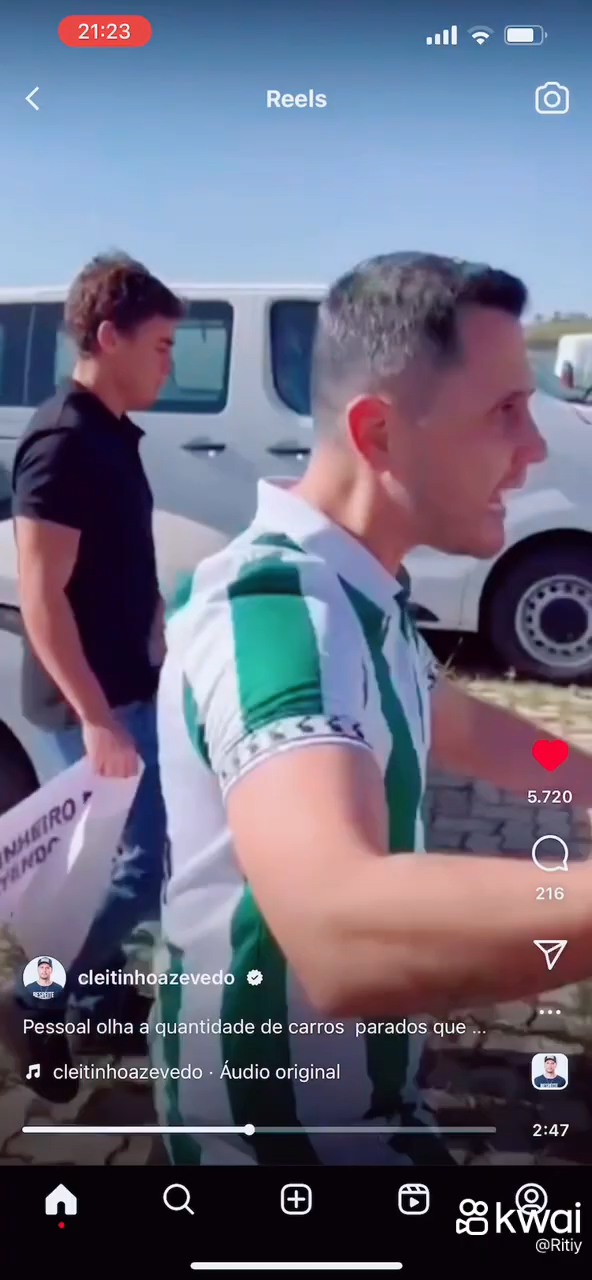 21:23
Reels
NHEIRO
5.720
216
cleitinhoazevedo
Pessoal olha a quantidade de carros parados que ...
cleitinhoazevedo · Áudio original
2:47
kwai
@Ritiy